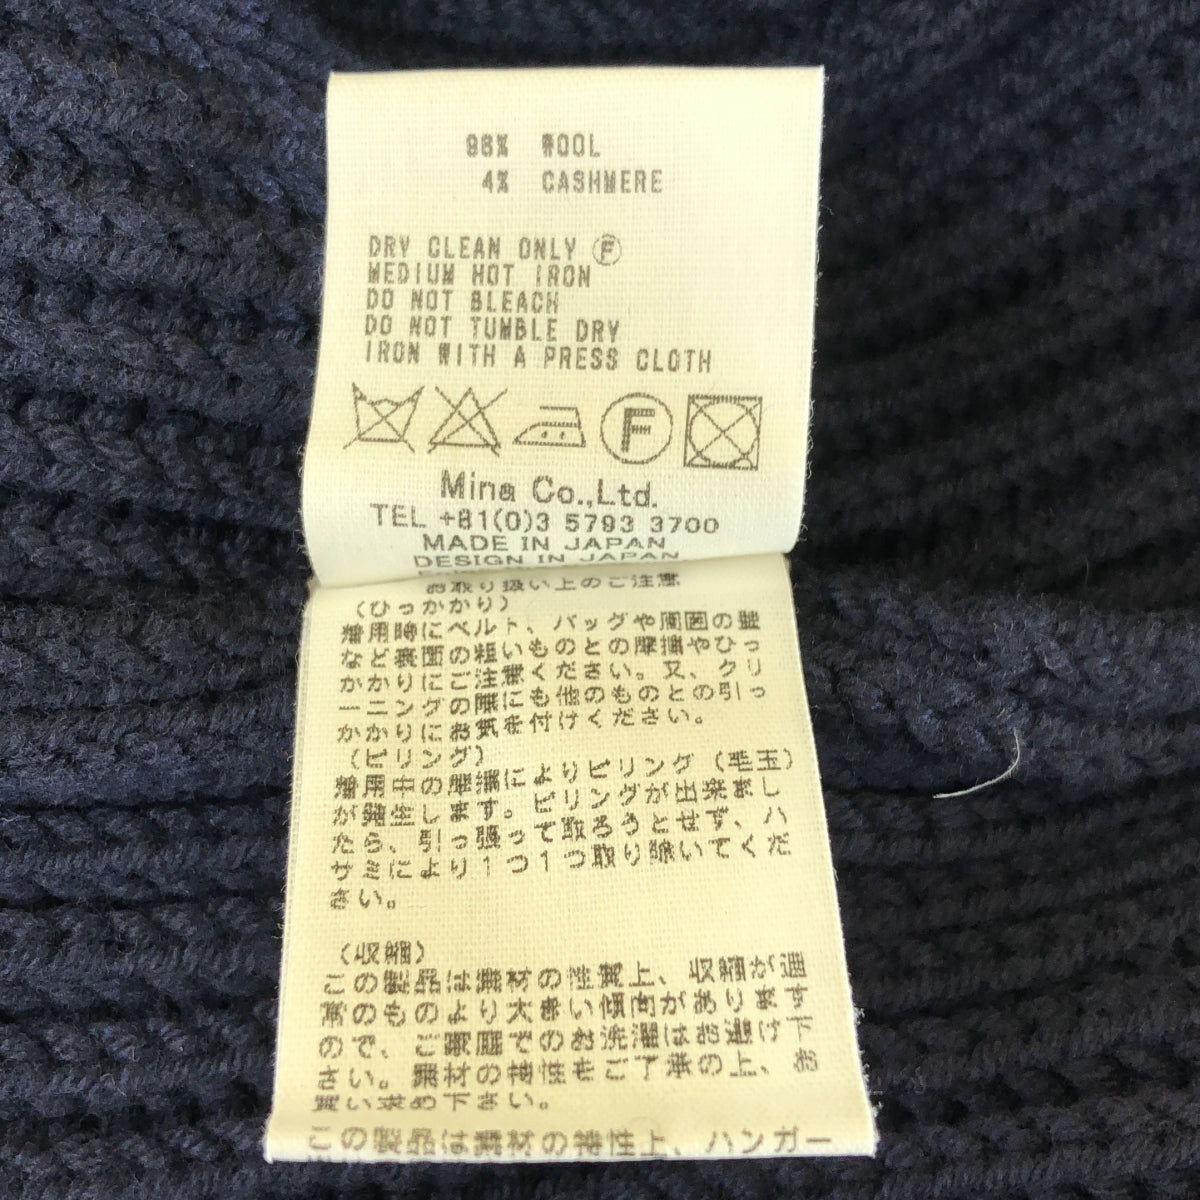 96% WOOL
4% CASHMERE
DRY CLEAN ONLY Ⓕ
MEDIUM HOT IRON
DO NOT BLEACH
DO NOT TUMBLE DRY
IRON WITH A PRESS CLOTH
F
Mina Co.,Ltd.
TEL +81(0)3 5793 3700
MADE IN JAPAN
DESIGN IN JAPAN
お取り扱い上のご注意
（ひっかかり）
着用時にベルト、バッグや周囲の壁
など表面の粗いものとの摩擦やひっ
かかりにご注意ください。又、クリ
ーニングの際にも他のものとの引っ
かかりにお気を付けください。
（ピリング）
着用中の摩擦によりピリング（毛玉）
が発生します。ピリングが出来まし
たら、引っ張って取ろうとせず、ハ
サミにより１つ１つ取り除いてくだ
さい。
（収縮）
この製品は素材の性質上、収縮が通
常のものより大きい傾向があります
ので、ご家庭でのお洗濯はお避け下
さい。素材の特性をご了承の上、お
買い求め下さい。
この製品は素材の特性上、ハンガー